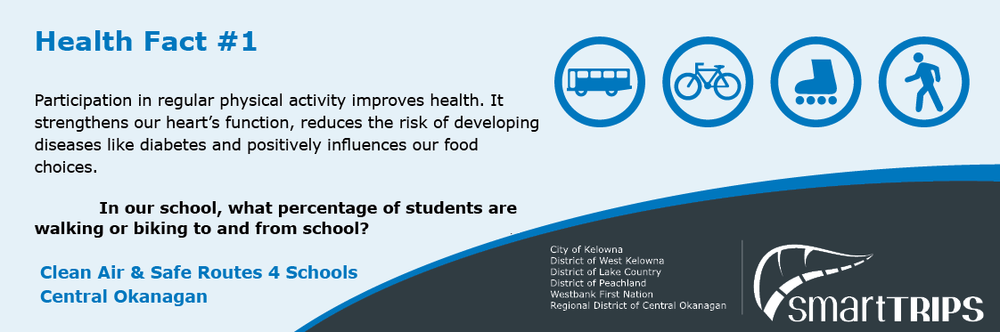 Health Fact #1
Participation in regular physical activity improves health. It
strengthens our heart’s function, reduces the risk of developing
diseases like diabetes and positively influences our food
choices.
In our school, what percentage of students are
walking or biking to and from school?
Clean Air & Safe Routes 4 Schools
Central Okanagan
City of Kelowna
District of West Kelowna
District of Lake Country
District of Peachland
Westbank First Nation
Regional District of Central Okanagan
smartTRIPS